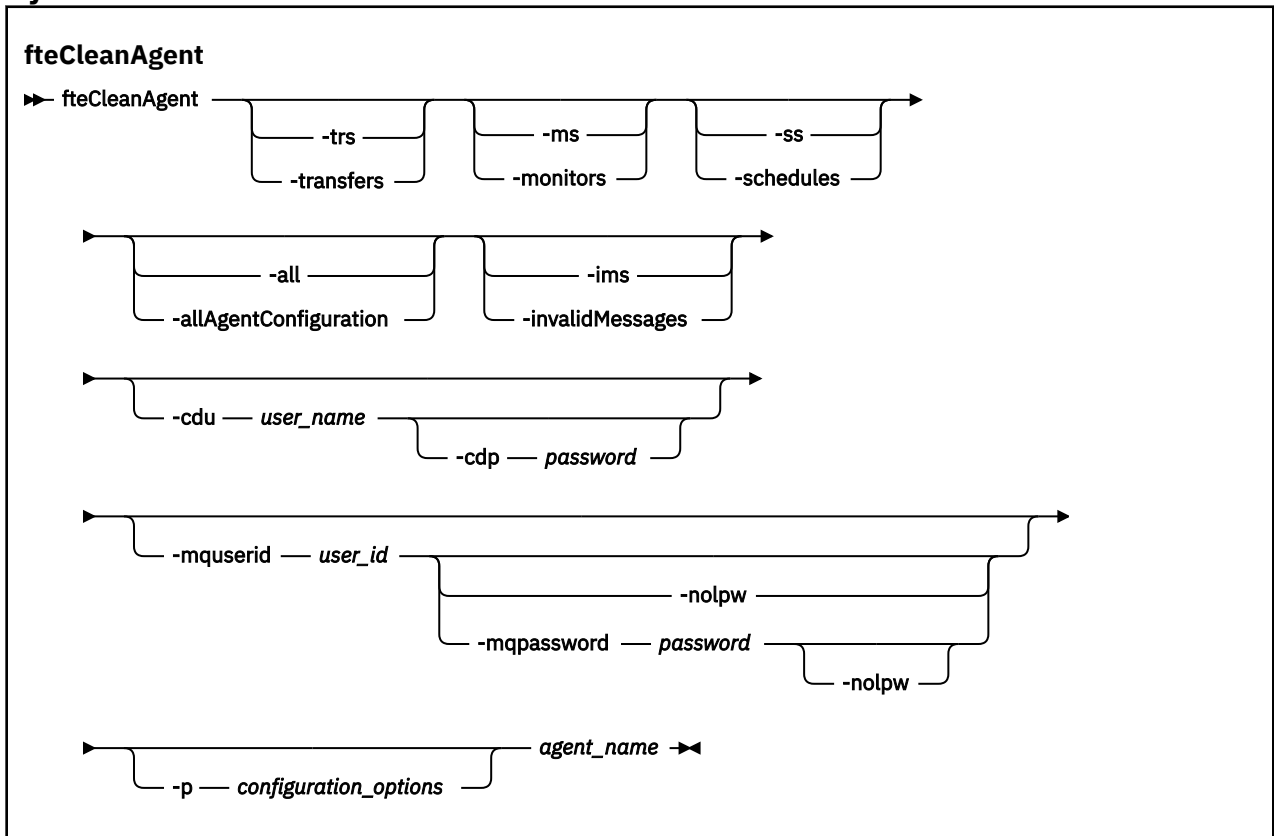 fteCleanAgent
fteCleanAgent
-trs
-ms
-ss
-transfers
-monitors
-schedules
-all
-ims
-allAgentConfiguration
-invalidMessages
-cdu user_name
-cdp password
-mquserid user_id
-nolpw
-mqpassword password
-nolpw
agent_name
-p configuration_options